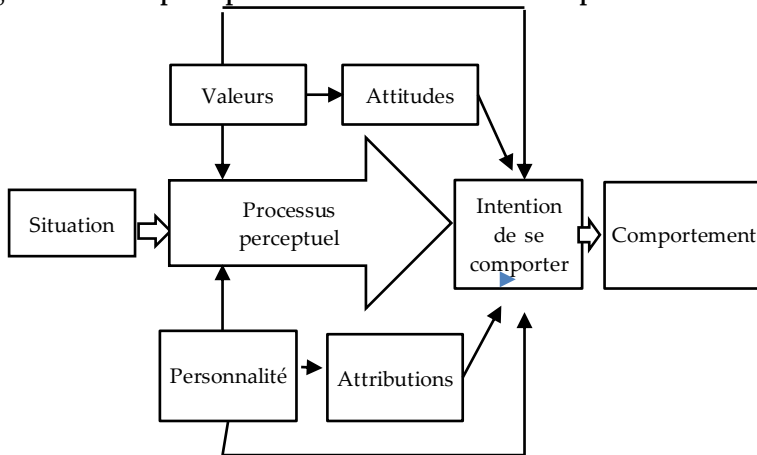 Valeurs
Attitudes
Situation
Processus
perceptuel
Intention
de se
comporter
Comportement
Personnalité
Attributions